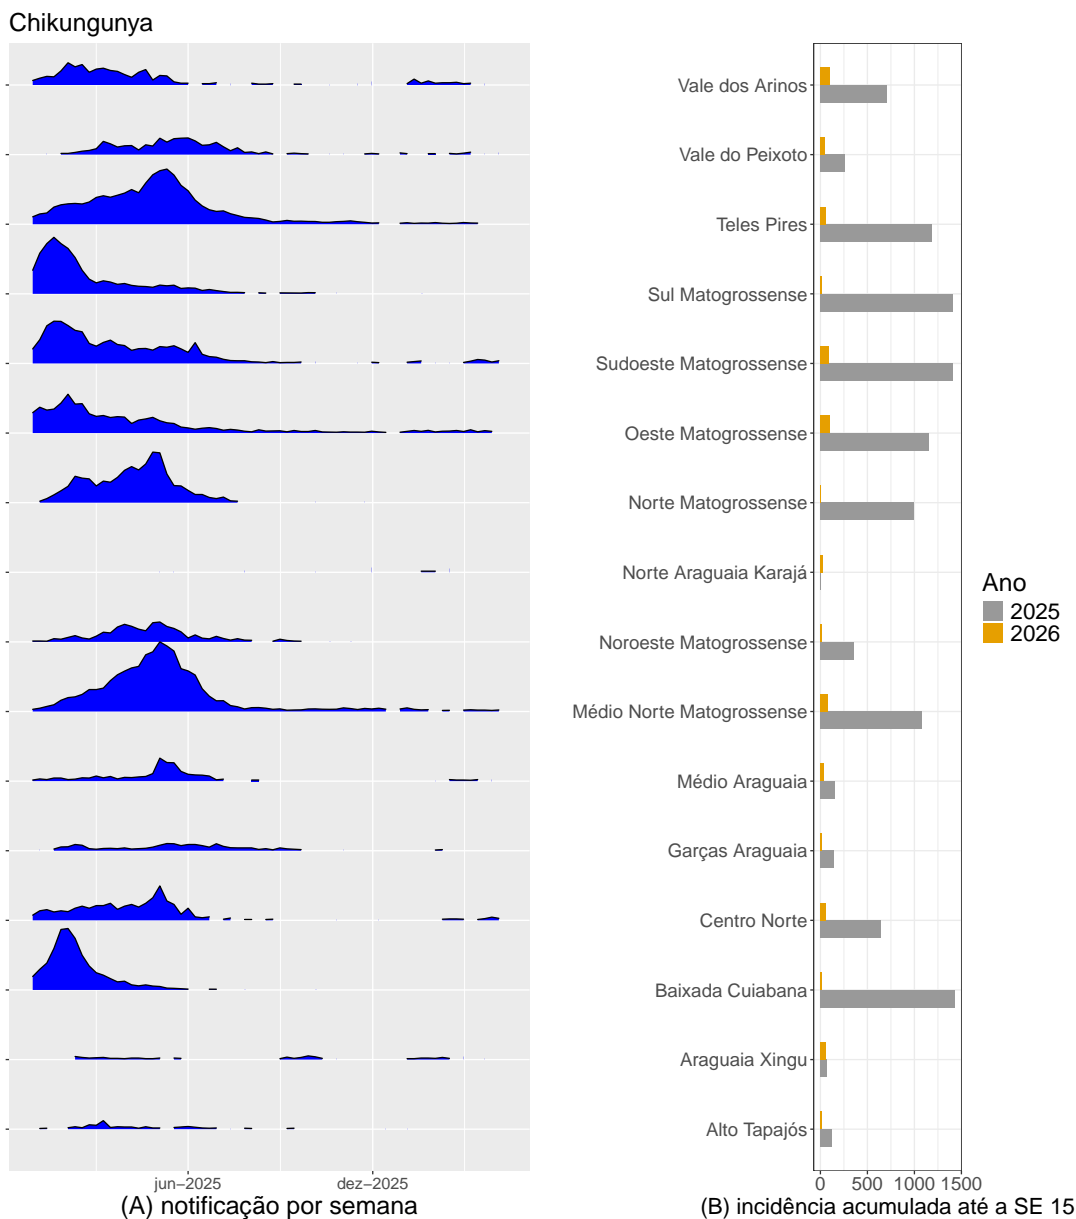 Chikungunya
Vale dos Arinos
Vale do Peixoto
Teles Pires
Sul Matogrossense
Sudoeste Matogrossense
Oeste Matogrossense
Norte Matogrossense
Norte Araguaia Karajá
Noroeste Matogrossense
Médio Norte Matogrossense
Médio Araguaia
Garças Araguaia
Centro Norte
Baixada Cuiabana
Araguaia Xingu
Alto Tapajós
Ano
2025
2026
jun−2025 dez−2025
0 500 1000 1500
(A) notificação por semana
(B) incidência acumulada até a SE 15